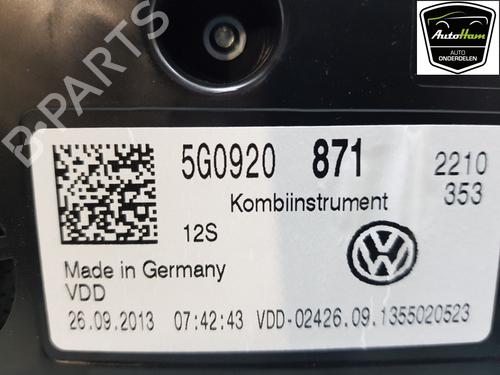 AutoHam
AUTO
ONDERDELEN
B-PARTS
5G0920 871 2210
Kombiinstrument 353
12S
Made in Germany
VDD
26.09.2013 07:42:43 VDD-02426.09.1355020523